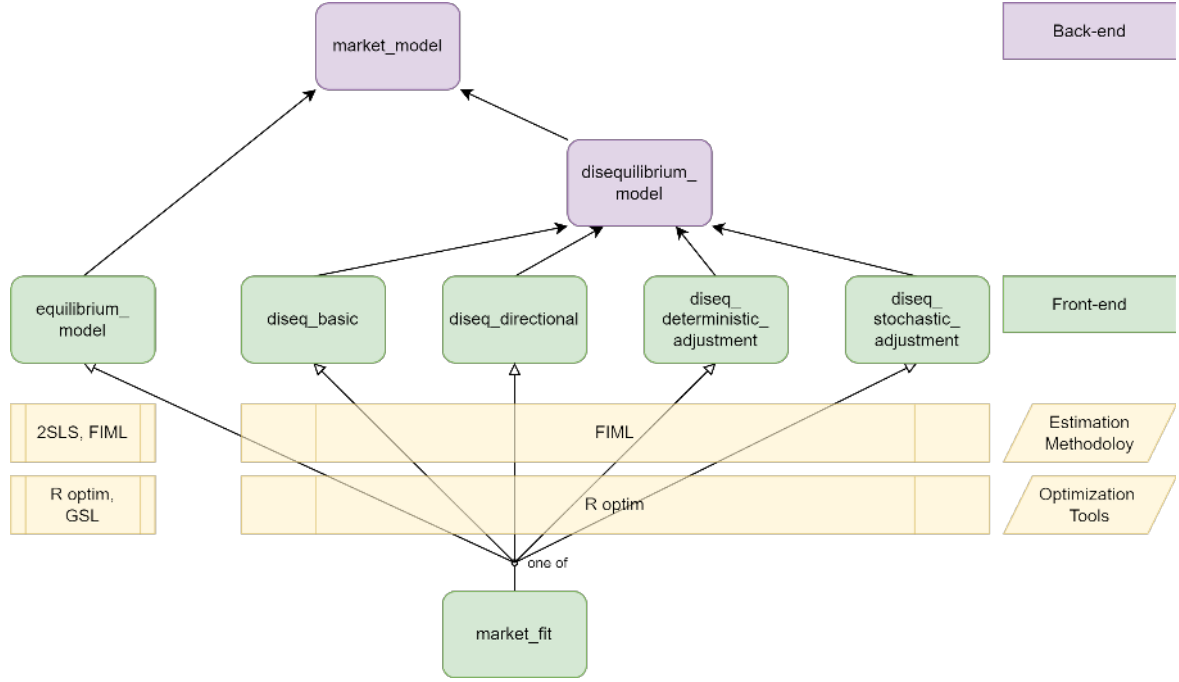 market_model
Back-end
disequilibrium_
model
equilibrium_
model
diseq_basic
diseq_directional
diseq_
deterministic_
adjustment
diseq_
stochastic_
adjustment
Front-end
2SLS, FIML
FIML
Estimation
Methodoloy
R optim,
GSL
R optim
Optimization
Tools
one of
market_fit